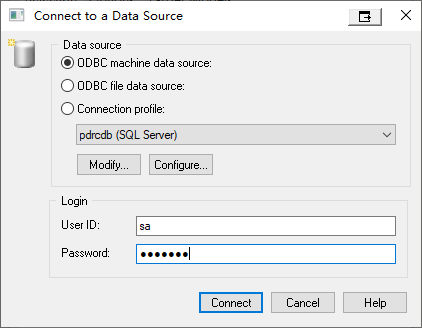 Connect to a Data Source
Data source
ODBC machine data source:
ODBC file data source:
Connection profile:
pdrcdb (SQL Server)
Modify...
Configure...
Login
User ID:
sa
Password:
●●●●●●●
Connect
Cancel
Help